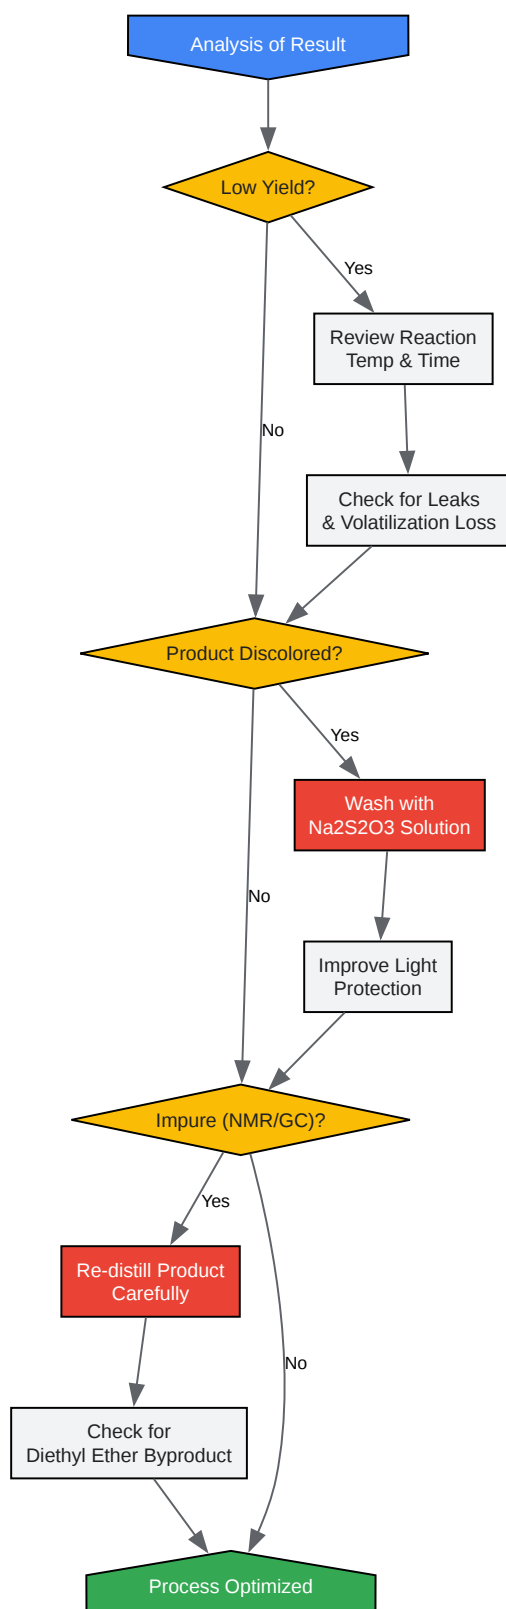 Analysis of Result
Low Yield?
Yes
Review Reaction
Temp & Time
No
Check for Leaks
& Volatilization Loss
Product Discolored?
Yes
Wash with
Na2S2O3 Solution
No
Improve Light
Protection
Impure (NMR/GC)?
Yes
Re-distill Product
Carefully
No
Check for
Diethyl Ether Byproduct
Process Optimized